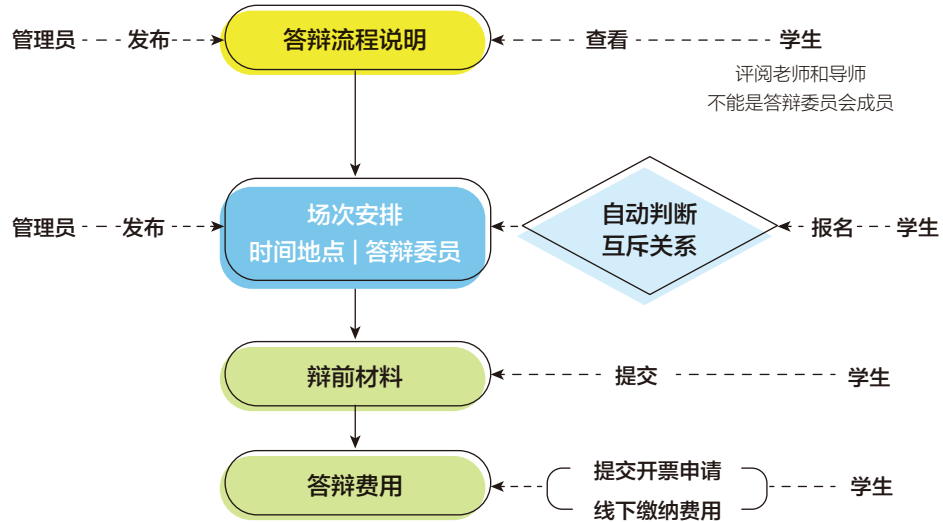 管理员 发布 答辩流程说明 查看 学生
评阅老师和导师
不能是答辩委员会成员
管理员 发布
场次安排
时间地点 | 答辩委员
自动判断
互斥关系
报名 学生
辩前材料 提交 学生
答辩费用
提交开票申请
线下缴纳费用
学生